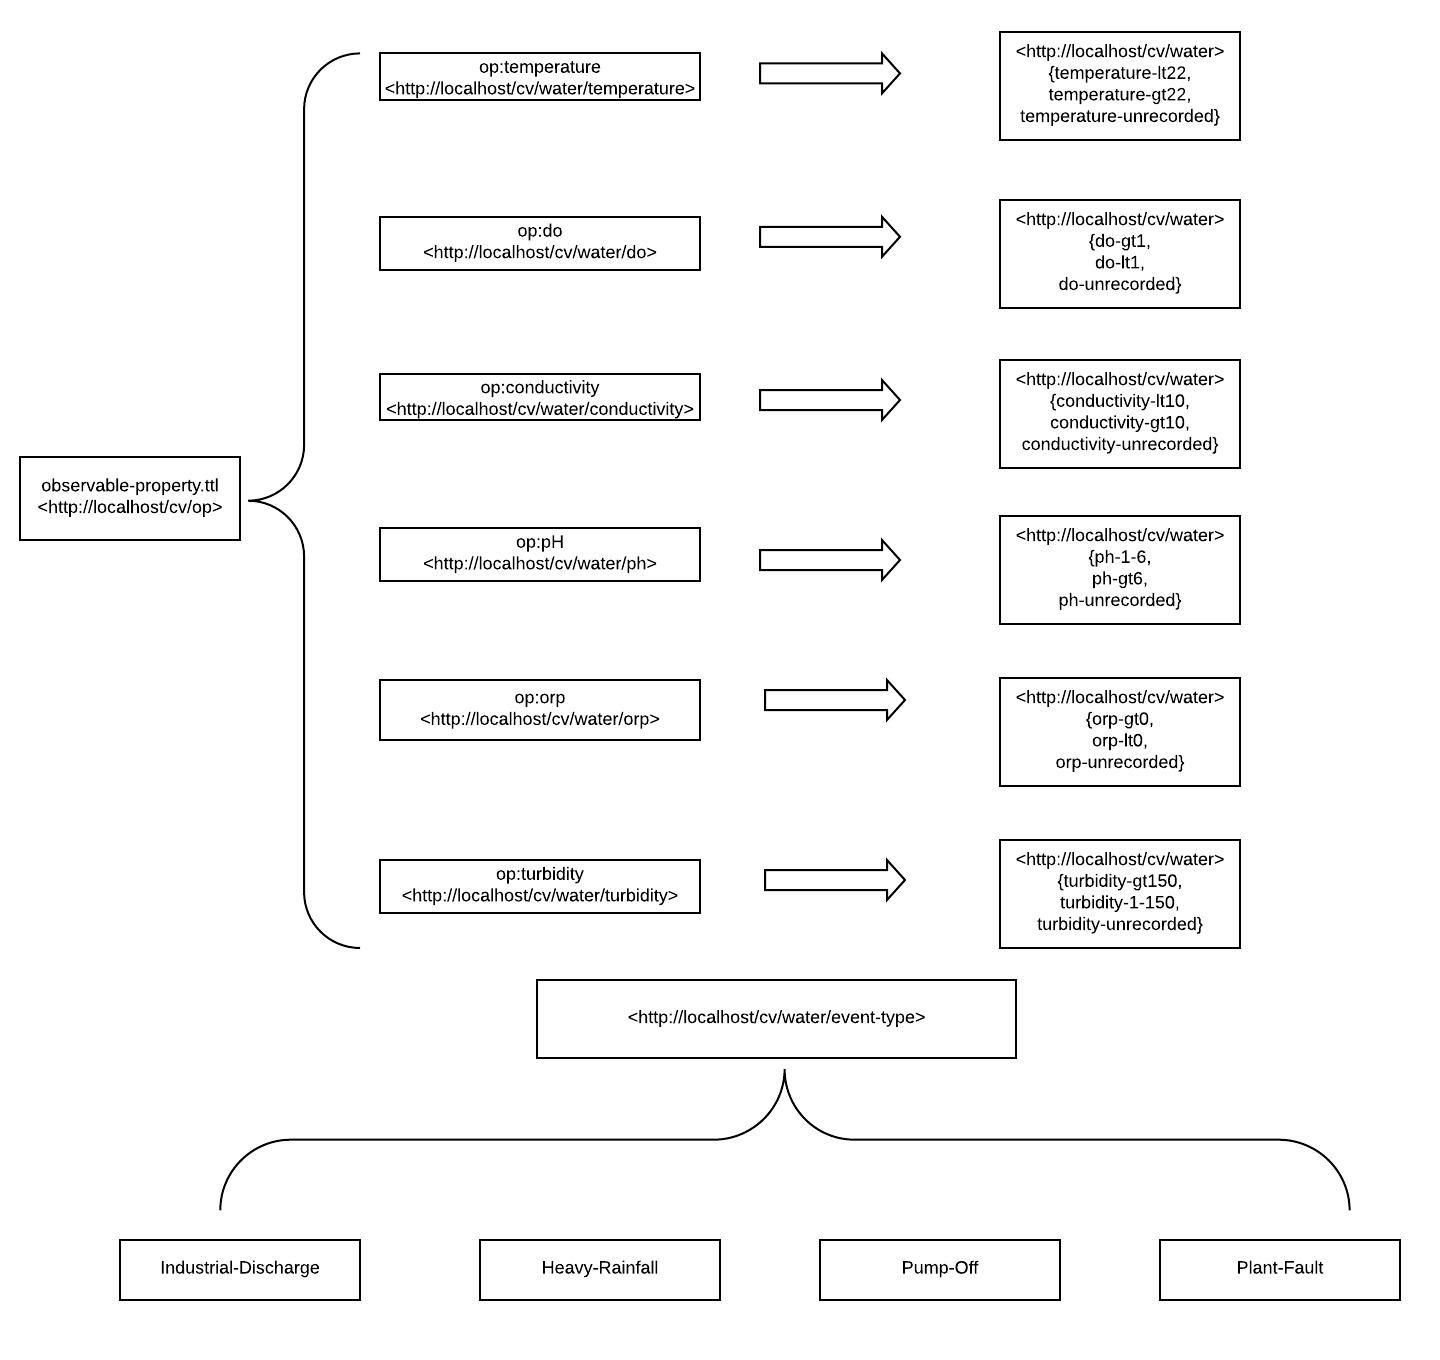 op:temperature
<http://localhost/cv/water/temperature>
<http://localhost/cv/water>
{temperature-lt22,
temperature-gt22,
temperature-unrecorded}
op:do
<http://localhost/cv/water/do>
<http://localhost/cv/water>
{do-gt1,
do-lt1,
do-unrecorded}
op:conductivity
<http://localhost/cv/water/conductivity>
<http://localhost/cv/water>
{conductivity-lt10,
conductivity-gt10,
conductivity-unrecorded}
observable-property.ttl
<http://localhost/cv/op>
op:pH
<http://localhost/cv/water/ph>
<http://localhost/cv/water>
{ph-1-6,
ph-gt6,
ph-unrecorded}
op:orp
<http://localhost/cv/water/orp>
<http://localhost/cv/water>
{orp-gt0,
orp-lt0,
orp-unrecorded}
op:turbidity
<http://localhost/cv/water/turbidity>
<http://localhost/cv/water>
{turbidity-gt150,
turbidity-1-150,
turbidity-unrecorded}
<http://localhost/cv/water/event-type>
Industrial-Discharge
Heavy-Rainfall
Pump-Off
Plant-Fault